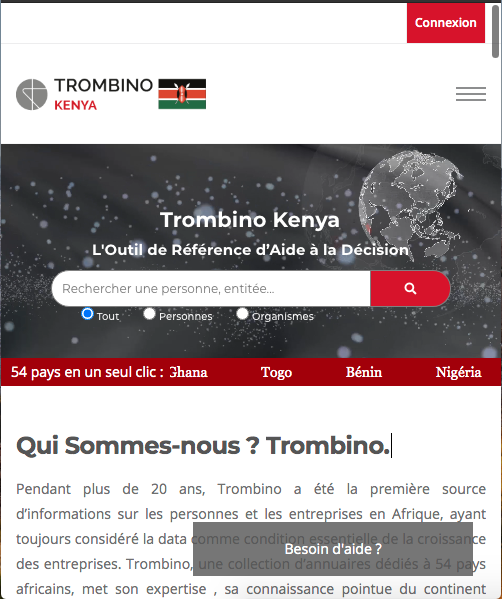 Connexion
TROMBINO
KENYA
Trombino Kenya
L'Outil de Référence d’Aide à la Décision
Rechercher une personne, entitée...
Tout Personnes Organismes
54 pays en un seul clic : Ghana Togo Bénin Nigéria
Qui Sommes-nous ? Trombino.
Pendant plus de 20 ans, Trombino a été la première source
d’informations sur les personnes et les entreprises en Afrique, ayant
toujours considéré la data comme condition essentielle de la croissance
des entreprises. Trombino, une collection d’annuaires dédiés à 54 pays
africains, met son expertise , sa connaissance pointue du continent
Besoin d'aide ?